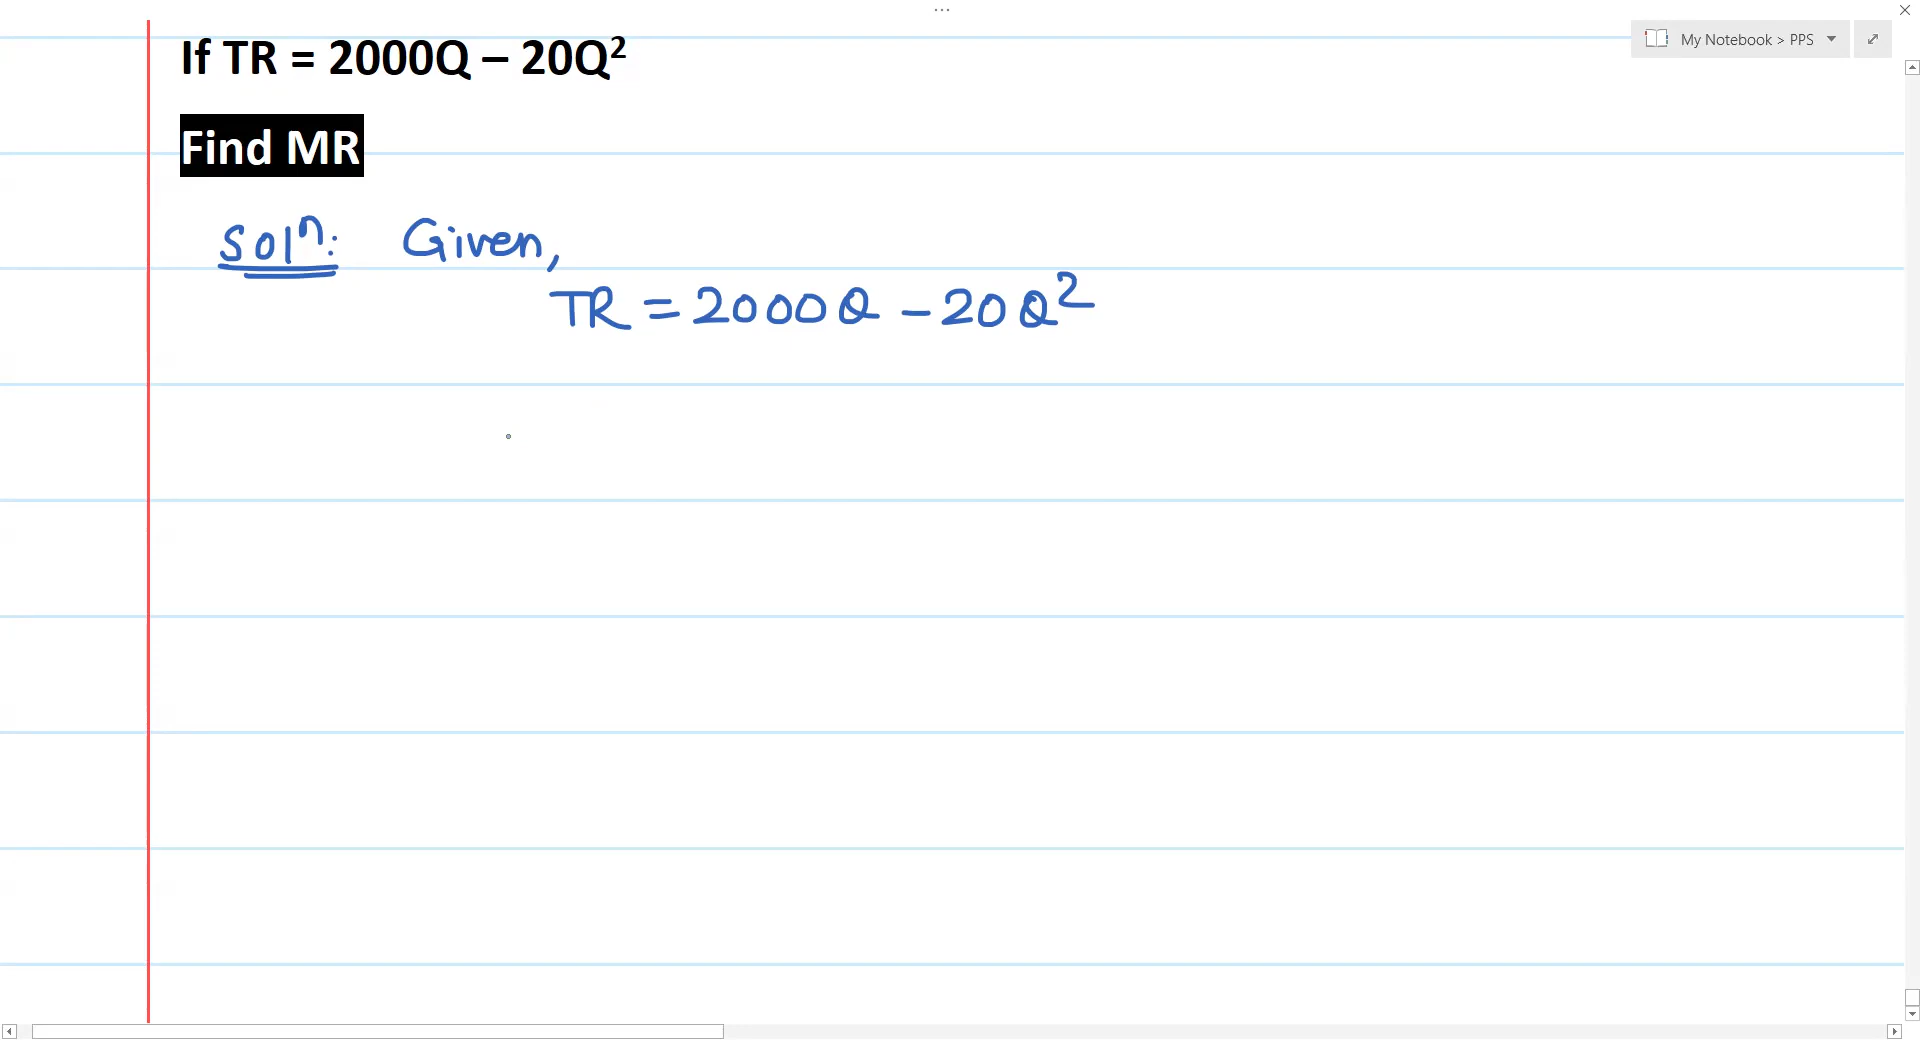 My Notebook > PPS
If TR = 2000Q – 20Q²
Find MR
Solⁿ: Given,
TR = 2000Q – 20Q²